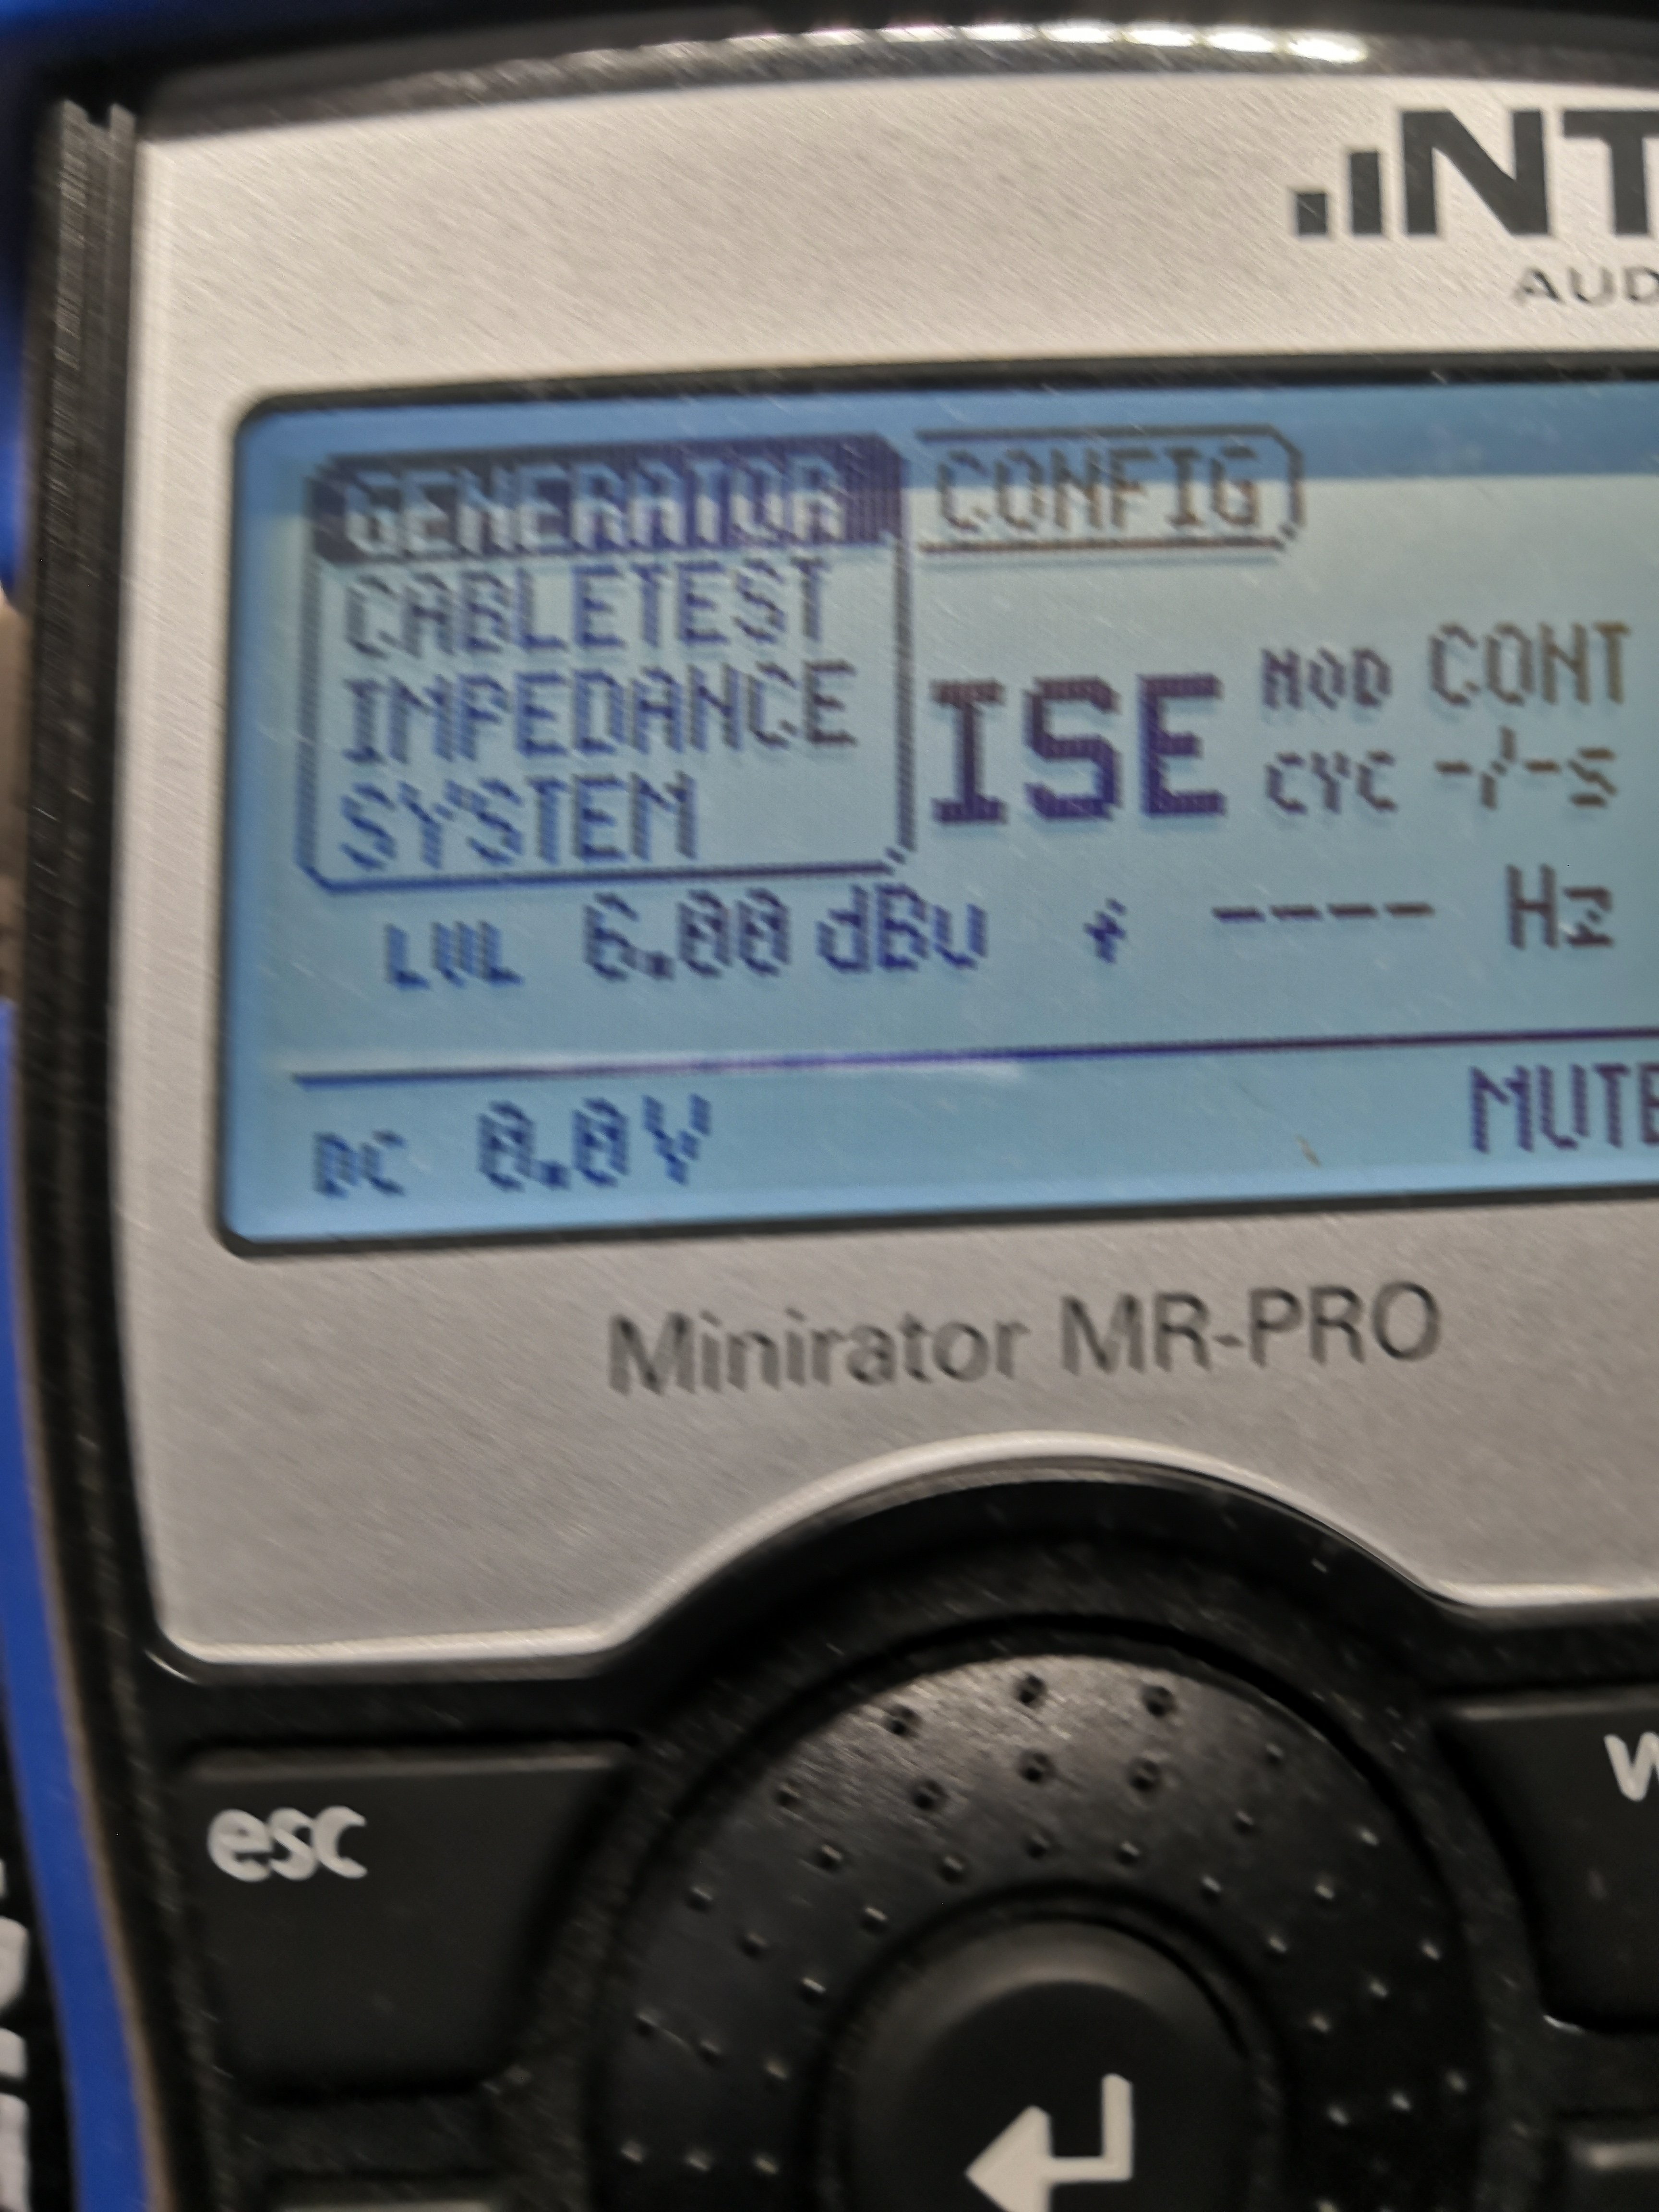 NT
AUD
GENERATOR CONFIG
CABLETEST
IMPEDANCE
SYSTEM
ISE MOD CONT
CYC -/-s
LVL 6.00 dBu ---- Hz
DC 0.0V MUTE
Minirator MR-PRO
esc